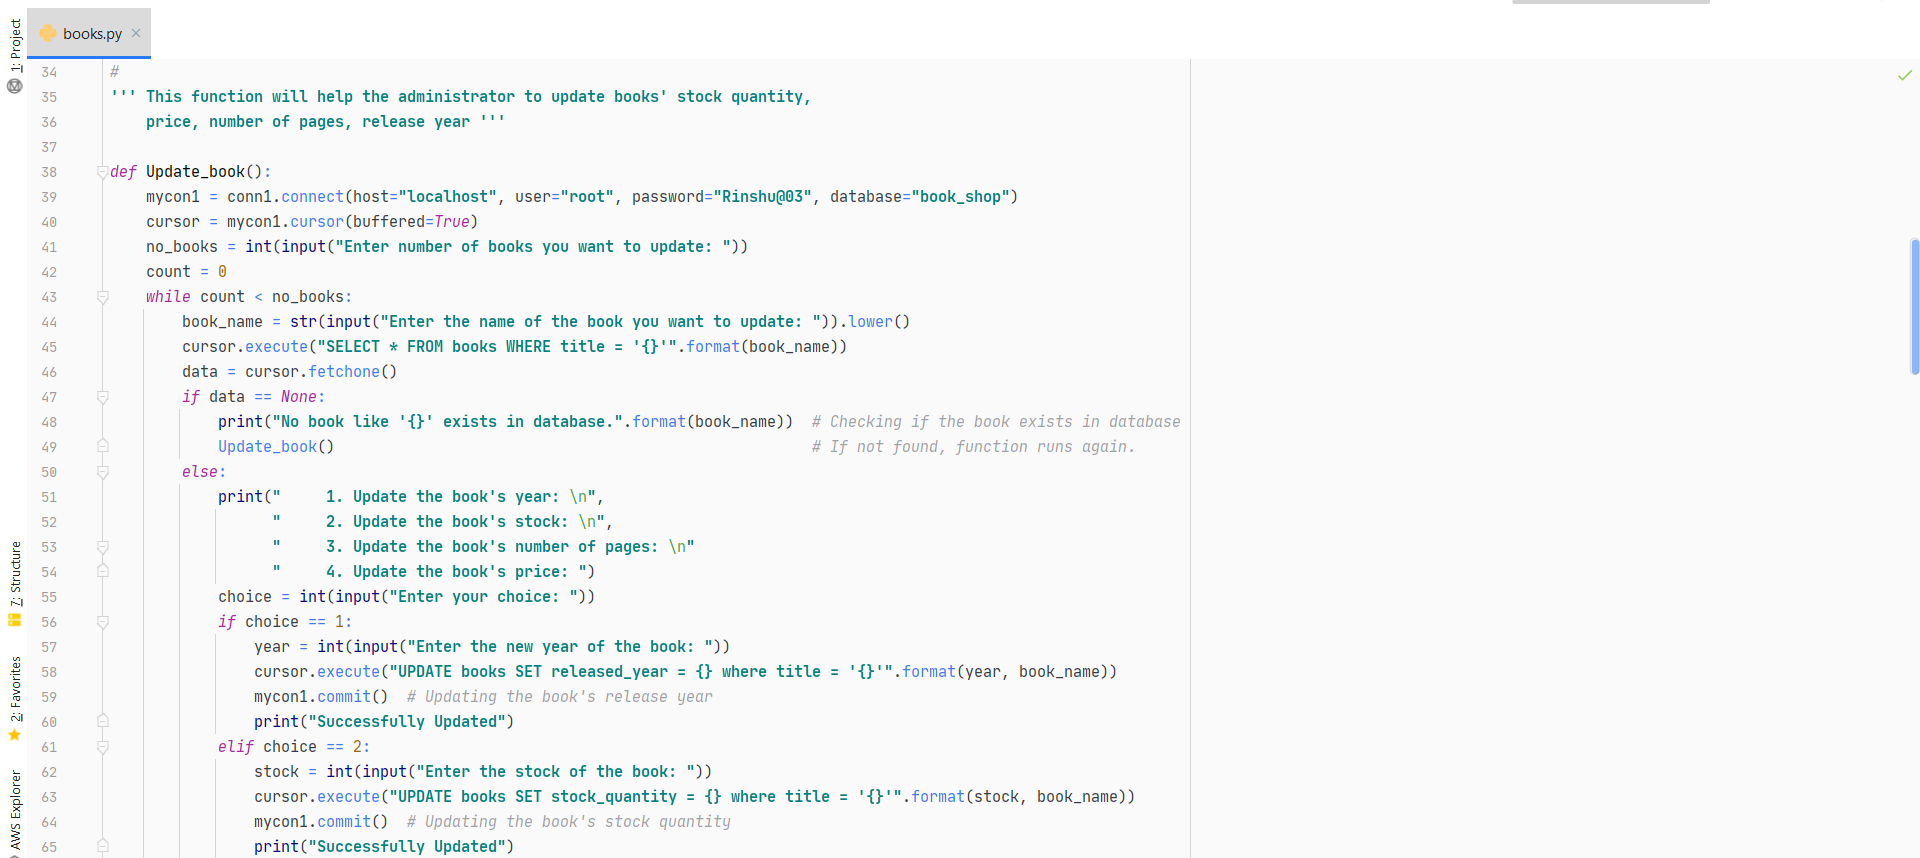 books.py
1: Project
7: Structure
2: Favorites
AWS Explorer
34 #
35 ''' This function will help the administrator to update books' stock quantity,
36     price, number of pages, release year '''
37
38 def Update_book():
39     mycon1 = conn1.connect(host="localhost", user="root", password="Rinshu@03", database="book_shop")
40     cursor = mycon1.cursor(buffered=True)
41     no_books = int(input("Enter number of books you want to update: "))
42     count = 0
43     while count < no_books:
44         book_name = str(input("Enter the name of the book you want to update: ")).lower()
45         cursor.execute("SELECT * FROM books WHERE title = '{}'".format(book_name))
46         data = cursor.fetchone()
47         if data == None:
48             print("No book like '{}' exists in database.".format(book_name))  # Checking if the book exists in database
49             Update_book()                                                     # If not found, function runs again.
50         else:
51             print("     1. Update the book's year: \n",
52                   "     2. Update the book's stock: \n",
53                   "     3. Update the book's number of pages: \n"
54                   "     4. Update the book's price: ")
55             choice = int(input("Enter your choice: "))
56             if choice == 1:
57                 year = int(input("Enter the new year of the book: "))
58                 cursor.execute("UPDATE books SET released_year = {} where title = '{}'".format(year, book_name))
59                 mycon1.commit()  # Updating the book's release year
60                 print("Successfully Updated")
61             elif choice == 2:
62                 stock = int(input("Enter the stock of the book: "))
63                 cursor.execute("UPDATE books SET stock_quantity = {} where title = '{}'".format(stock, book_name))
64                 mycon1.commit()  # Updating the book's stock quantity
65                 print("Successfully Updated")